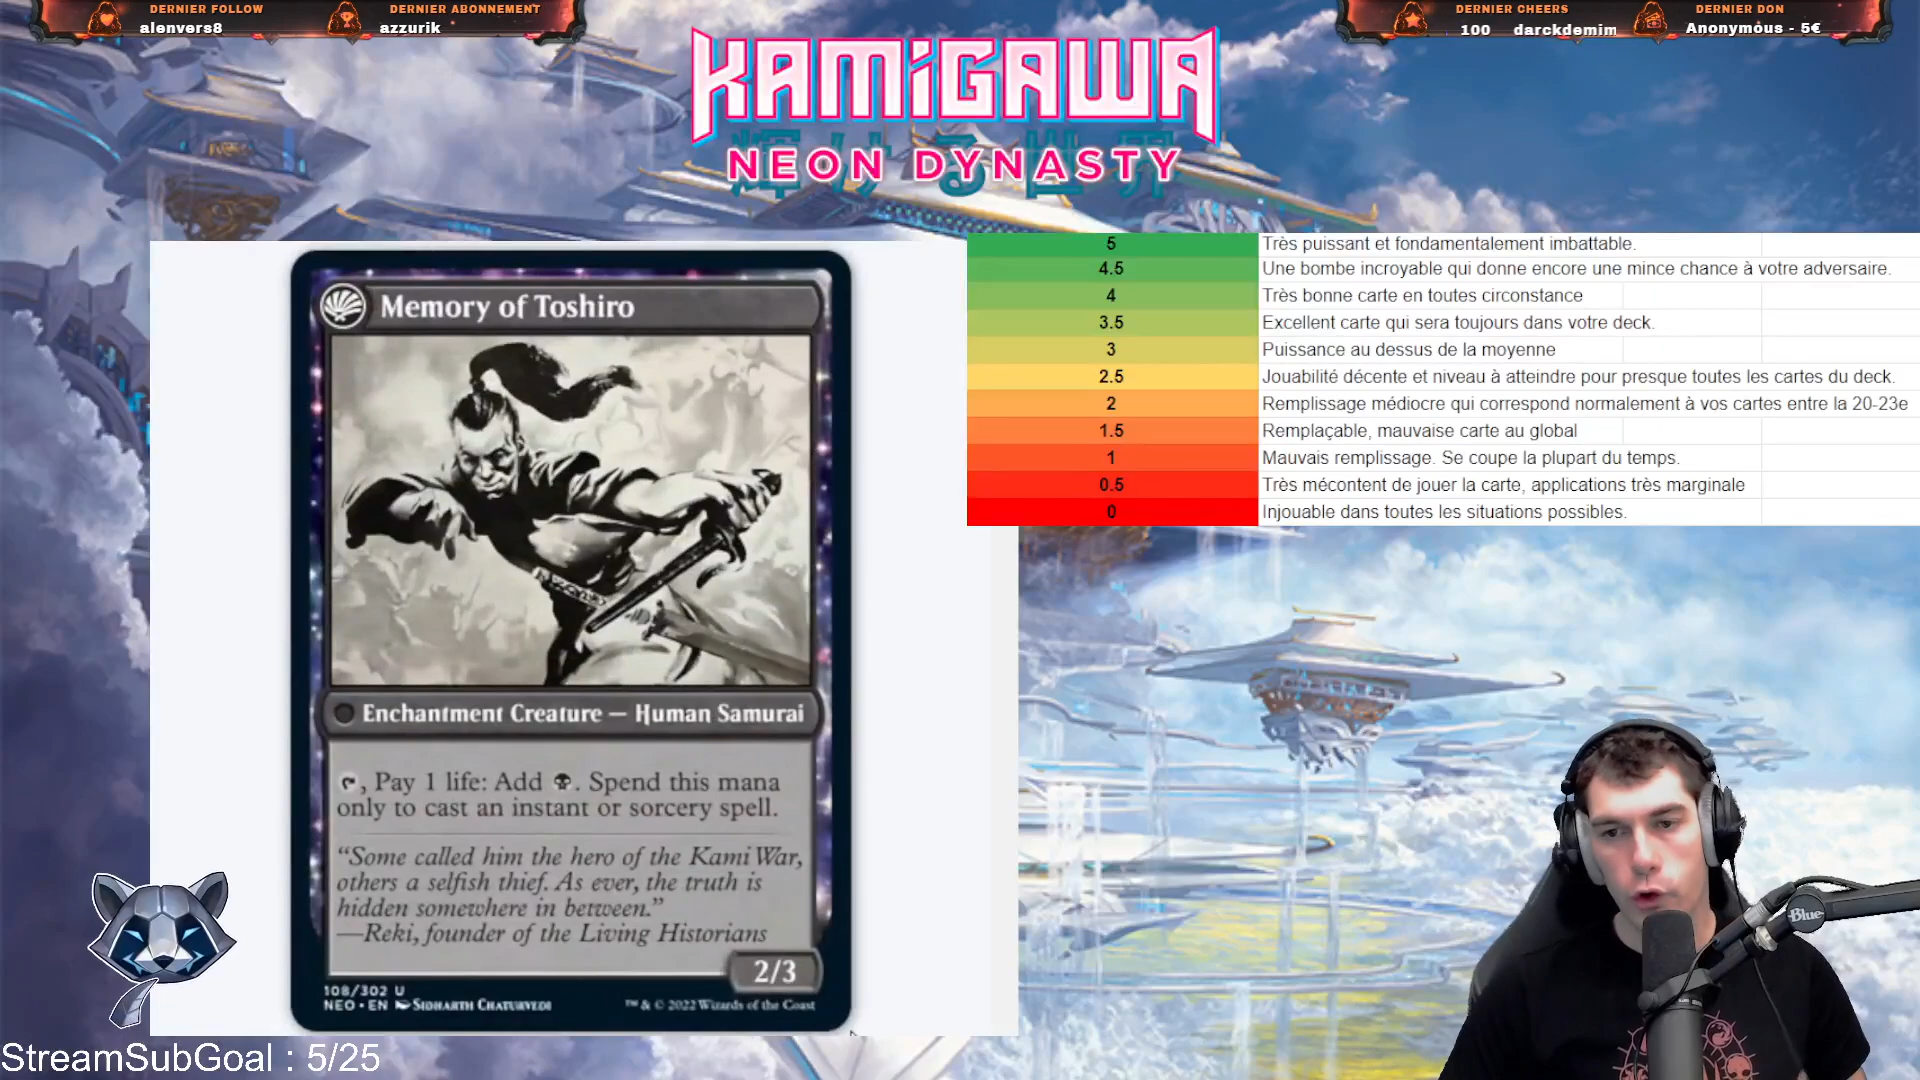 DERNIER FOLLOW
alenvers8
DERNIER ABONNEMENT
azzurik
DERNIER CHEERS
100 darckdemim
DERNIER DON
Anonymous - 5€
KAMIGAWA
NEON DYNASTY
Memory of Toshiro
Enchantment Creature — Human Samurai
, Pay 1 life: Add . Spend this mana
only to cast an instant or sorcery spell.
“Some called him the hero of the Kami War,
others a selfish thief. As ever, the truth is
hidden somewhere in between.”
—Reki, founder of the Living Historians
2/3
108/302 U
NEO • EN Sidharth Chaturvedi
™ & © 2022 Wizards of the Coast
5 Très puissant et fondamentalement imbattable.
4.5 Une bombe incroyable qui donne encore une mince chance à votre adversaire.
4 Très bonne carte en toutes circonstance
3.5 Excellent carte qui sera toujours dans votre deck.
3 Puissance au dessus de la moyenne
2.5 Jouabilité décente et niveau à atteindre pour presque toutes les cartes du deck.
2 Remplissage médiocre qui correspond normalement à vos cartes entre la 20-23e
1.5 Remplaçable, mauvaise carte au global
1 Mauvais remplissage. Se coupe la plupart du temps.
0.5 Très mécontent de jouer la carte, applications très marginale
0 Injouable dans toutes les situations possibles.
Blue
StreamSubGoal : 5/25